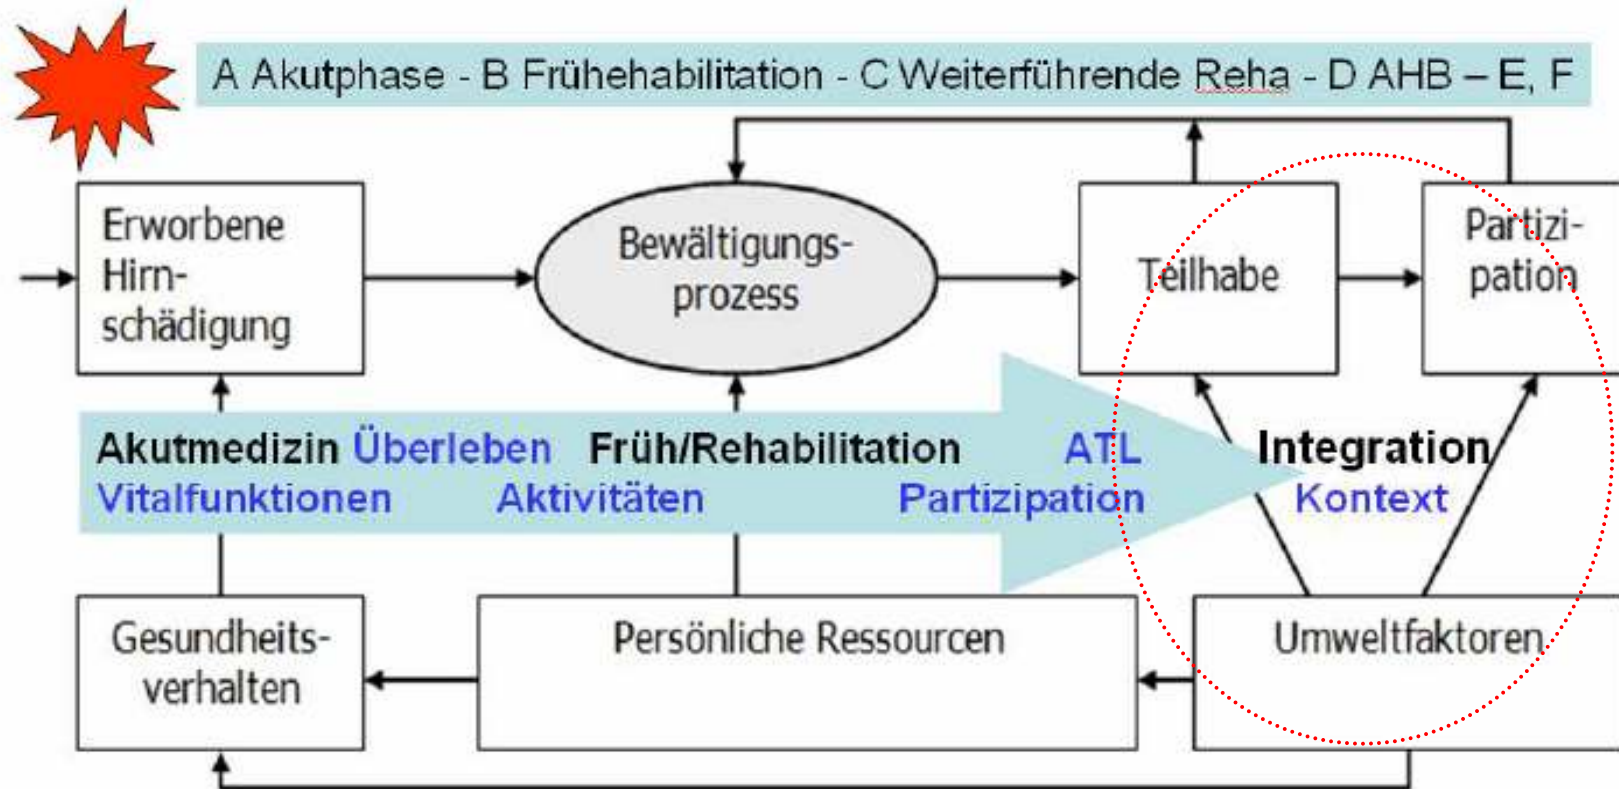 A Akutphase - B Frühehabilitation - C Weiterführende Reha - D AHB – E, F
Erworbene
Hirn-
schädigung
Bewältigungs-
prozess
Teilhabe
Partizi-
pation
Akutmedizin Überleben Früh/Rehabilitation ATL Integration
Vitalfunktionen Aktivitäten Partizipation Kontext
Gesundheits-
verhalten
Persönliche Ressourcen
Umweltfaktoren